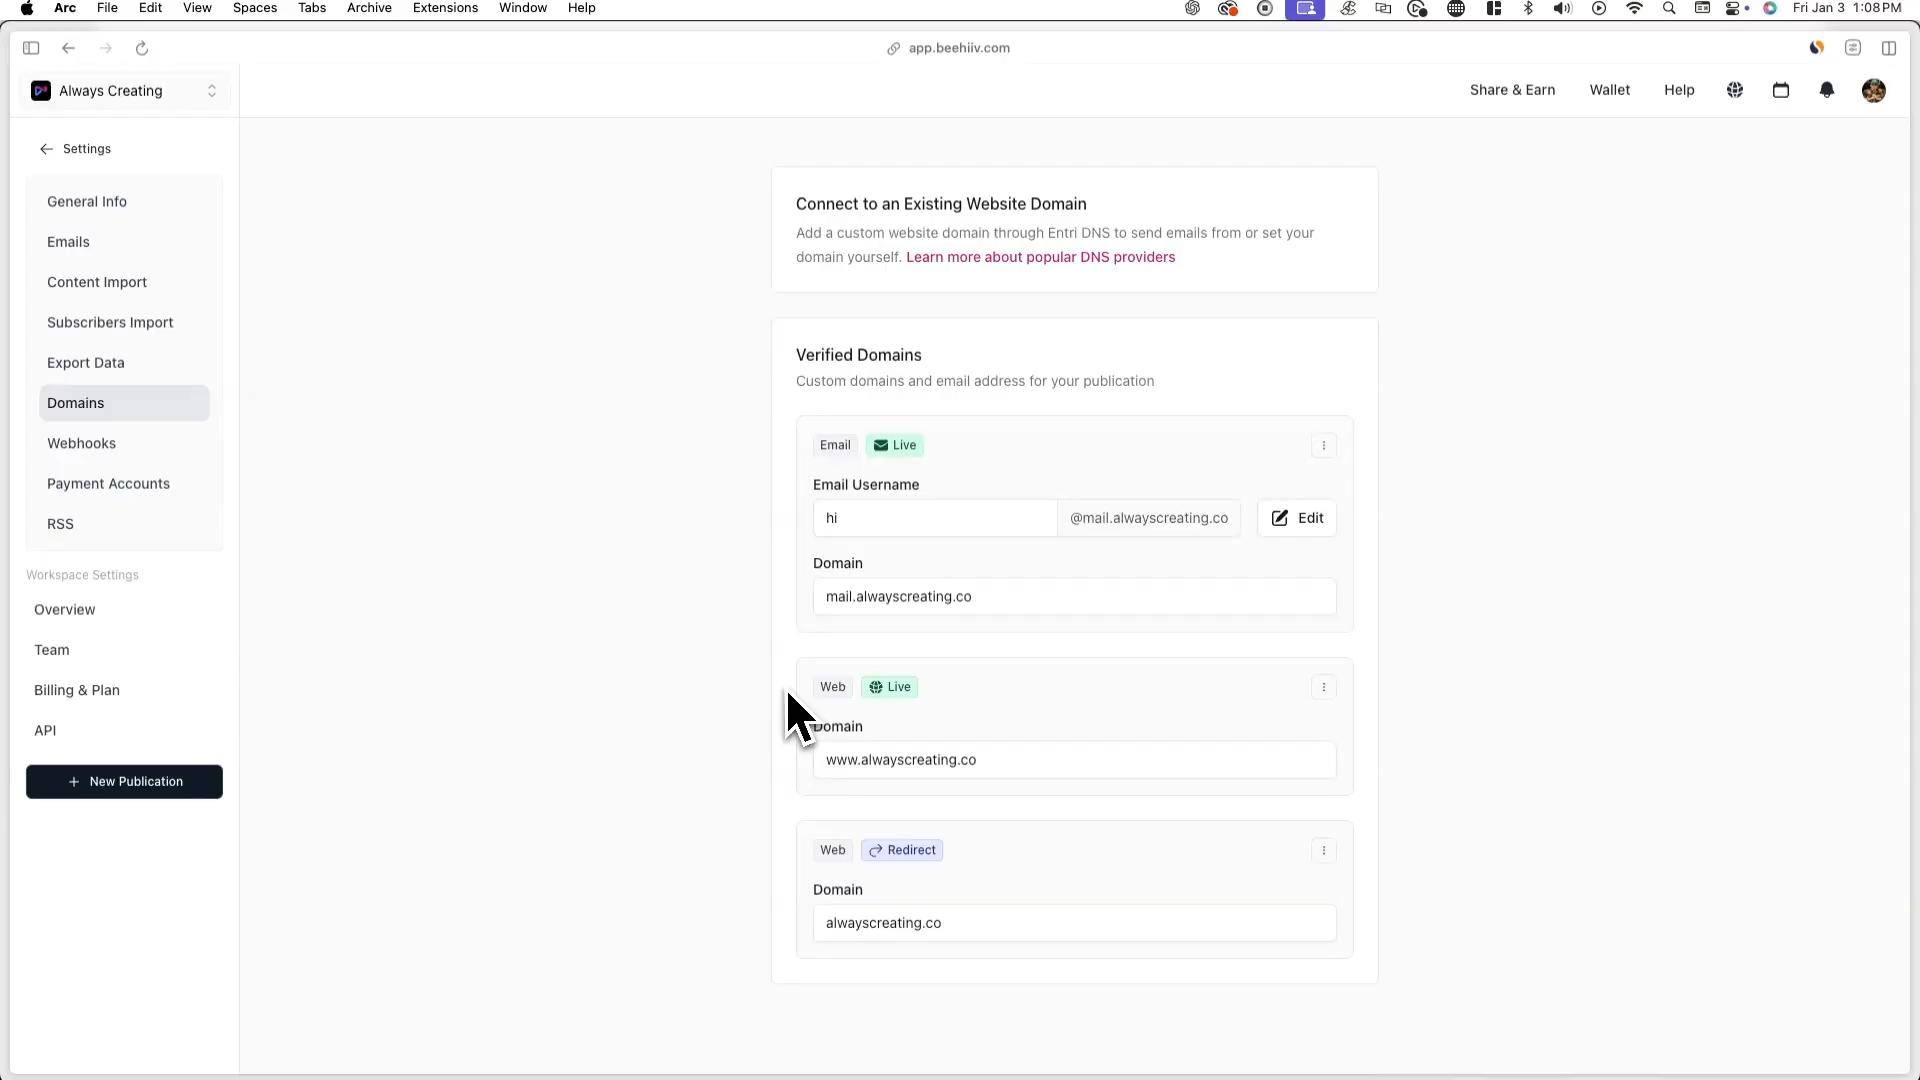 Arc File Edit View Spaces Tabs Archive Extensions Window Help Fri Jan 3 1:08 PM
app.beehiiv.com
Always Creating
Share & Earn Wallet Help
Settings
General Info
Emails
Content Import
Subscribers Import
Export Data
Domains
Webhooks
Payment Accounts
RSS
Workspace Settings
Overview
Team
Billing & Plan
API
+ New Publication
Connect to an Existing Website Domain
Add a custom website domain through Entri DNS to send emails from or set your
domain yourself. Learn more about popular DNS providers
Verified Domains
Custom domains and email address for your publication
Email Live
Email Username
hi @mail.alwayscreating.co Edit
Domain
mail.alwayscreating.co
Web Live
Domain
www.alwayscreating.co
Web Redirect
Domain
alwayscreating.co